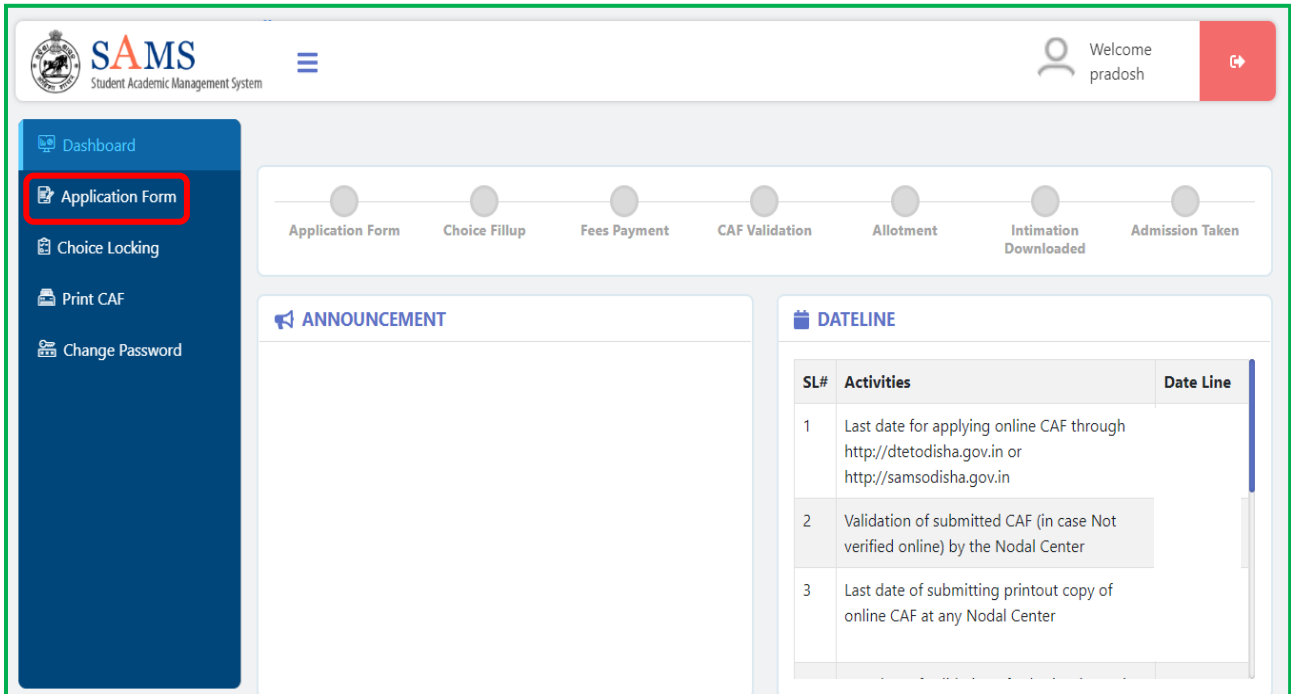 SAMS
Student Academic Management System
Welcome
pradosh
Dashboard
Application Form
Choice Locking
Print CAF
Change Password
Application Form
Choice Fillup
Fees Payment
CAF Validation
Allotment
Intimation
Downloaded
Admission Taken
ANNOUNCEMENT
DATELINE
SL# Activities Date Line
1 Last date for applying online CAF through
http://dtetodisha.gov.in or
http://samsodisha.gov.in
2 Validation of submitted CAF (in case Not
verified online) by the Nodal Center
3 Last date of submitting printout copy of
online CAF at any Nodal Center